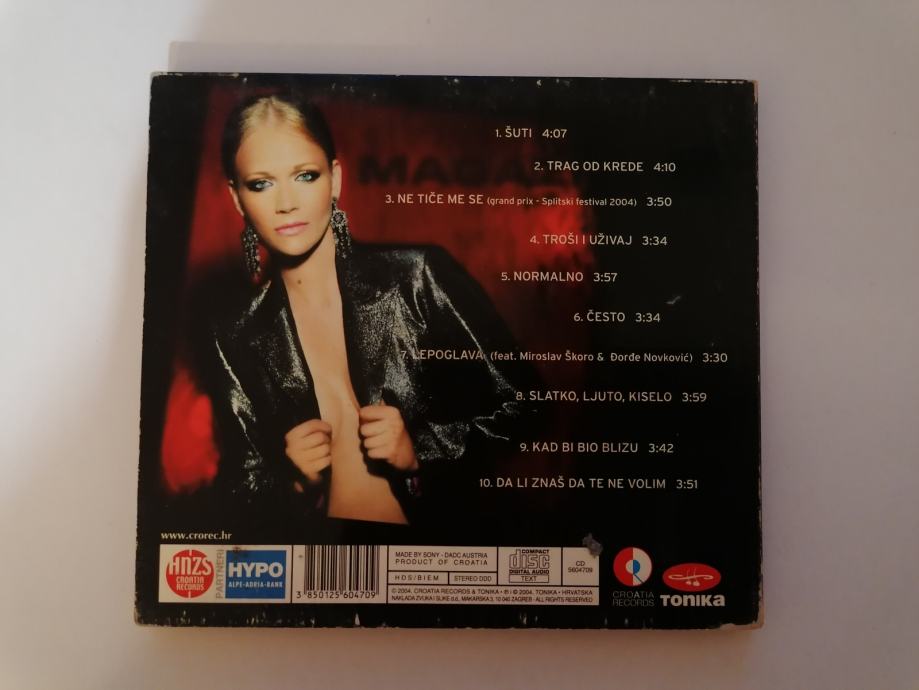 MAGAZ
1. ŠUTI 4:07
2. TRAG OD KREDE 4:10
3. NE TIČE ME SE (grand prix - Splitski festival 2004) 3:50
4. TROŠI I UŽIVAJ 3:34
5. NORMALNO 3:57
6. ČESTO 3:34
7. LEPOGLAVA (feat. Miroslav Škoro & Đorđe Novković) 3:30
8. SLATKO, LJUTO, KISELO 3:59
9. KAD BI BIO BLIZU 3:42
10. DA LI ZNAŠ DA TE NE VOLIM 3:51
www.crorec.hr
HNZS
CROATIA
RECORDS
PARTNERI
HYPO
ALPE-ADRIA-BANK
3 850125 604709
MADE BY SONY - DADC AUSTRIA
PRODUCT OF CROATIA
HDS/BIEM
STEREO DDD
COMPACT
disc
DIGITAL AUDIO
TEXT
CD
5604709
© 2004. CROATIA RECORDS & TONIKA • ℗ i © 2004. TONIKA • HRVATSKA
NAKLADA ZVUKA I SLIKE d.d., MAKARSKA 3, 10 040 ZAGREB - ALL RIGHTS RESERVED
CROATIA
RECORDS
TONIKA